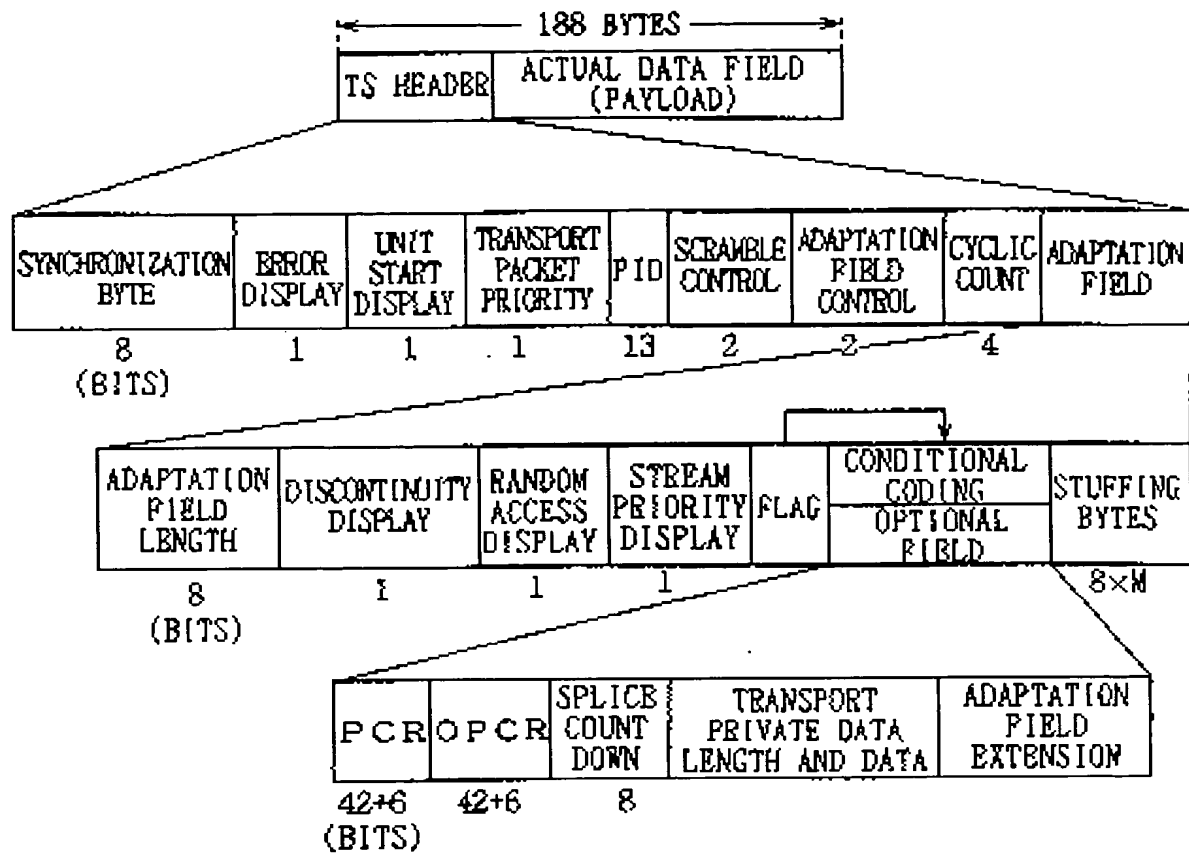 188 BYTES
TS HEADER
ACTUAL DATA FIELD
(PAYLOAD)
SYNCHRONIZATION
BYTE
ERROR
DISPLAY
UNIT
START
DISPLAY
TRANSPORT
PACKET
PRIORITY
PID
SCRAMBLE
CONTROL
ADAPTATION
FIELD
CONTROL
CYCLIC
COUNT
ADAPTATION
FIELD
8
(BITS)
1
1
1
13
2
2
4
ADAPTATION
FIELD
LENGTH
DISCONTINUITY
DISPLAY
RANDOM
ACCESS
DISPLAY
STREAM
PRIORITY
DISPLAY
FLAG
CONDITIONAL
CODING
OPTIONAL
FIELD
STUFFING
BYTES
8
(BITS)
1
1
1
8×M
PCR
OPCR
SPLICE
COUNT
DOWN
TRANSPORT
PRIVATE DATA
LENGTH AND DATA
ADAPTATION
FIELD
EXTENSION
42+6
(BITS)
42+6
8